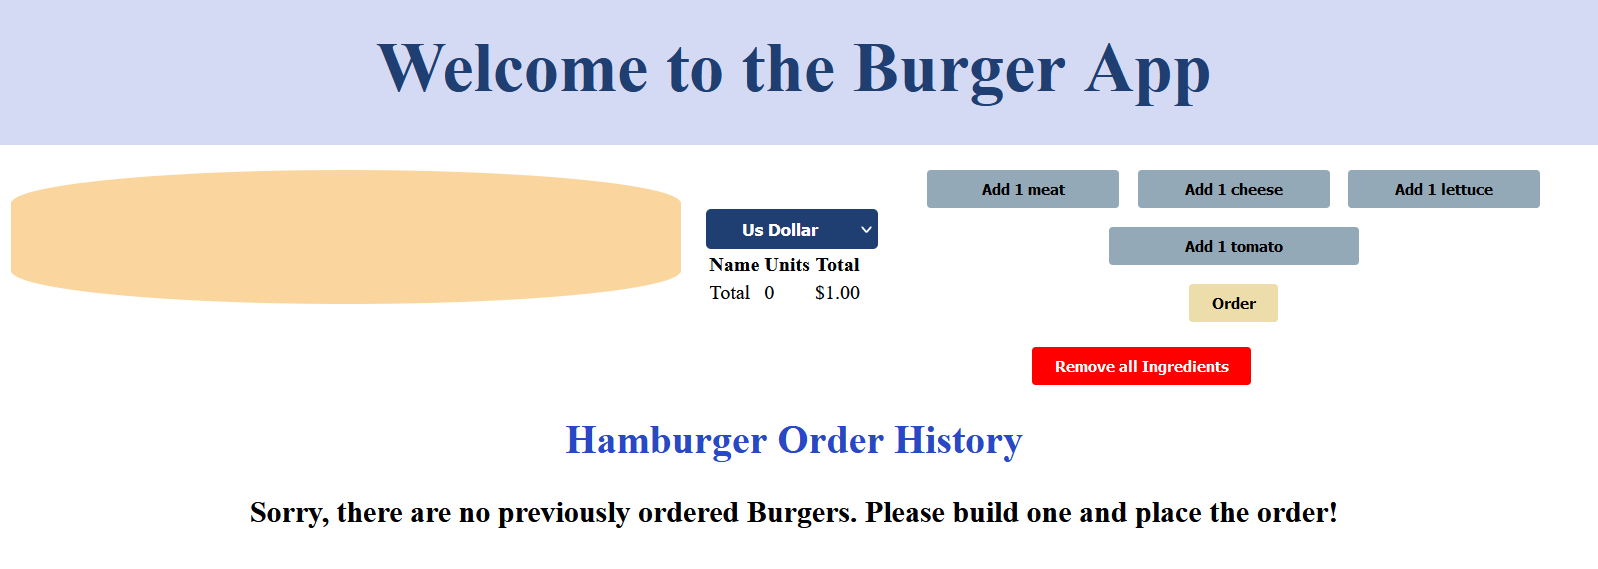 Welcome to the Burger App
Us Dollar
Name Units Total
Total 0 $1.00
Add 1 meat
Add 1 cheese
Add 1 lettuce
Add 1 tomato
Order
Remove all Ingredients
Hamburger Order History
Sorry, there are no previously ordered Burgers. Please build one and place the order!